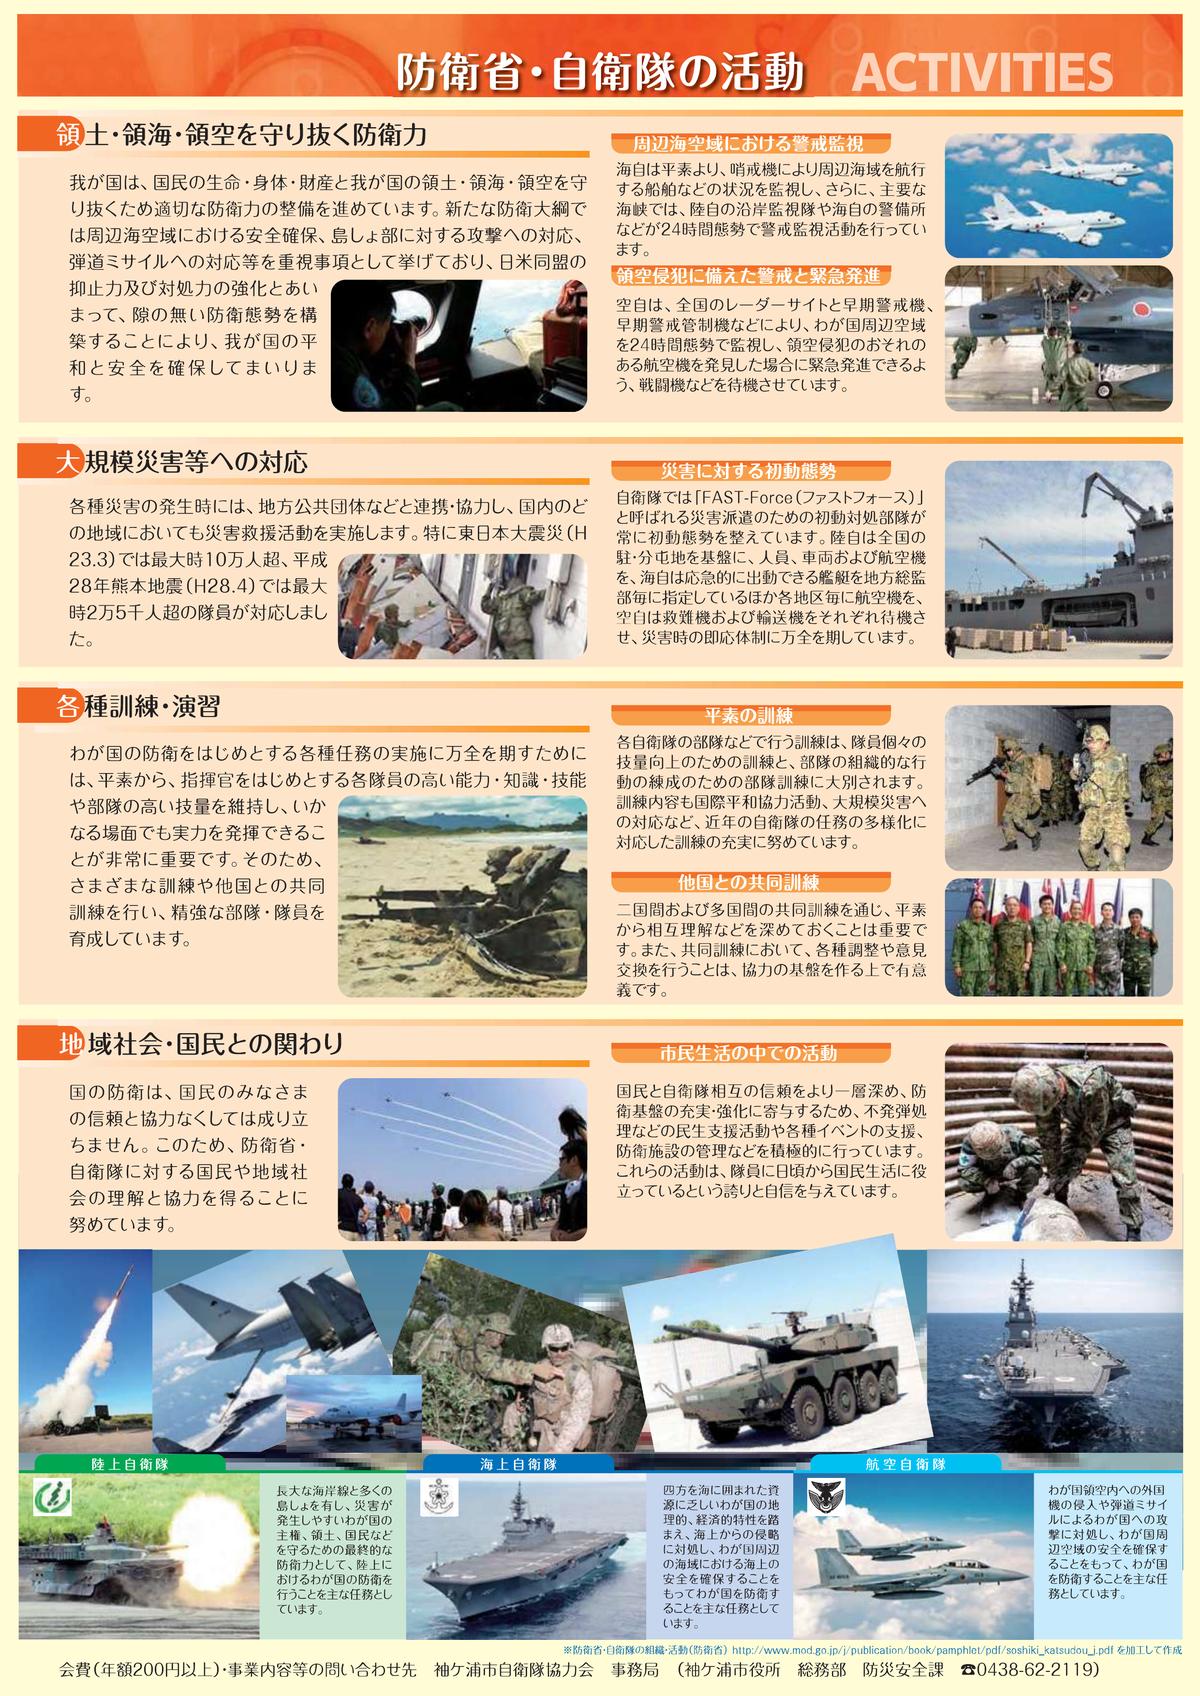 防衛省・自衛隊の活動 ACTIVITIES
領土・領海・領空を守り抜く防衛力
我が国は、国民の生命・身体・財産と我が国の領土・領海・領空を守
り抜くため適切な防衛力の整備を進めています。新たな防衛大綱で
は周辺海空域における安全確保、島しょ部に対する攻撃への対応、
弾道ミサイルへの対応等を重視事項として挙げており、日米同盟の
抑止力及び対処力の強化とあい
まって、隙の無い防衛態勢を構
築することにより、我が国の平
和と安全を確保してまいりま
す。
周辺海空域における警戒監視
海自は平素より、哨戒機により周辺海域を航行
する船舶などの状況を監視し、さらに、主要な
海峡では、陸自の沿岸監視隊や海自の警備所
などが24時間態勢で警戒監視活動を行ってい
ます。
領空侵犯に備えた警戒と緊急発進
空自は、全国のレーダーサイトと早期警戒機、
早期警戒管制機などにより、わが国周辺空域
を24時間態勢で監視し、領空侵犯のおそれの
ある航空機を発見した場合に緊急発進できるよ
う、戦闘機などを待機させています。
大規模災害等への対応
各種災害の発生時には、地方公共団体などと連携・協力し、国内のど
の地域においても災害救援活動を実施します。特に東日本大震災（H
23.3）では最大時10万人超、平成
28年熊本地震（H28.4）では最大
時2万5千人超の隊員が対応しまし
た。
災害に対する初動態勢
自衛隊では「FAST-Force（ファストフォース）」
と呼ばれる災害派遣のための初動対処部隊が
常に初動態勢を整えています。陸自は全国の
駐・分屯地を基盤に、人員、車両および航空機
を、海自は応急的に出動できる艦艇を地方総監
部毎に指定しているほか各地区毎に航空機を、
空自は救難機および輸送機をそれぞれ待機さ
せ、災害時の即応体制に万全を期しています。
各種訓練・演習
わが国の防衛をはじめとする各種任務の実施に万全を期すために
は、平素から、指揮官をはじめとする各隊員の高い能力・知識・技能
や部隊の高い技量を維持し、いか
なる場面でも実力を発揮できるこ
とが非常に重要です。そのため、
さまざまな訓練や他国との共同
訓練を行い、精強な部隊・隊員を
育成しています。
平素の訓練
各自衛隊の部隊などで行う訓練は、隊員個々の
技量向上のための訓練と、部隊の組織的な行
動の練成のための部隊訓練に大別されます。
訓練内容も国際平和協力活動、大規模災害へ
の対応など、近年の自衛隊の任務の多様化に
対応した訓練の充実に努めています。
他国との共同訓練
二国間および多国間の共同訓練を通じ、平素
から相互理解などを深めておくことは重要で
す。また、共同訓練において、各種調整や意見
交換を行うことは、協力の基盤を作る上で有意
義です。
地域社会・国民との関わり
国の防衛は、国民のみなさま
の信頼と協力なくしては成り立
ちません。このため、防衛省・
自衛隊に対する国民や地域社
会の理解と協力を得ることに
努めています。
市民生活の中での活動
国民と自衛隊相互の信頼をより一層深め、防
衛基盤の充実・強化に寄与するため、不発弾処
理などの民生支援活動や各種イベントの支援、
防衛施設の管理などを積極的に行っています。
これらの活動は、隊員に日頃から国民生活に役
立っているという誇りと自信を与えています。
陸上自衛隊
長大な海岸線と多くの
島しょを有し、災害が
発生しやすいわが国の
主権、領土、国民など
を守るための最終的な
防衛力として、陸上に
おけるわが国の防衛を
行うことを主な任務とし
ています。
海上自衛隊
四方を海に囲まれた資
源に乏しいわが国の地
理的、経済的特性を踏
まえ、海上からの侵略
に対処し、わが国周辺
の海域における海上の
安全を確保することを
もってわが国を防衛す
ることを主な任務として
います。
航空自衛隊
わが国領空内への外国
機の侵入や弾道ミサイ
ルによるわが国への攻
撃に対処し、わが国周
辺空域の安全を確保す
ることをもって、わが国
を防衛することを主な任
務としています。
※防衛省・自衛隊の組織・活動（防衛省） http://www.mod.go.jp/j/publication/book/pamphlet/pdf/soshiki_katsudou_j.pdf を加工して作成
会費（年額200円以上）・事業内容等の問い合わせ先 袖ケ浦市自衛隊協力会 事務局 （袖ケ浦市役所 総務部 防災安全課 ☎0438-62-2119）